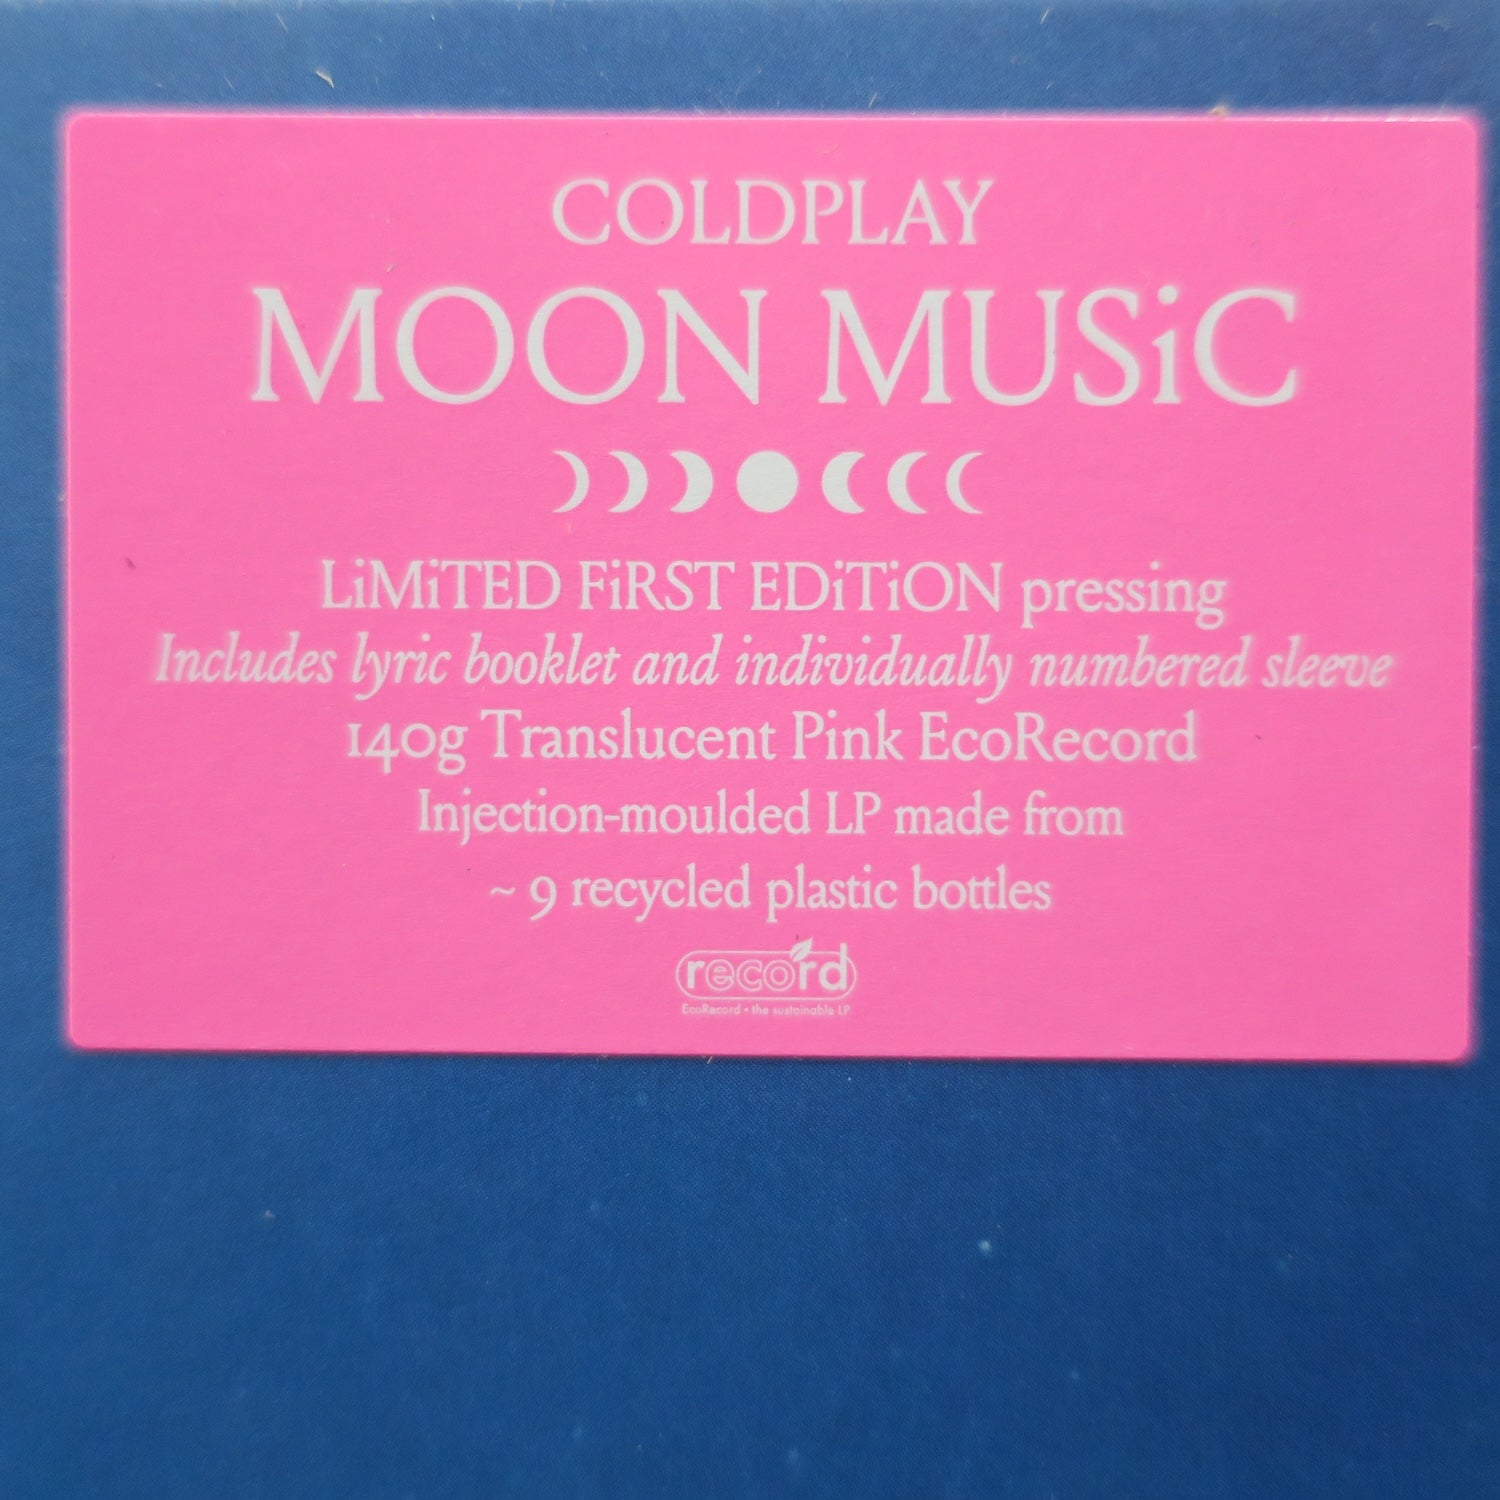 COLDPLAY
MOON MUSiC
LiMiTED FiRST EDiTiON pressing
Includes lyric booklet and individually numbered sleeve
140g Translucent Pink EcoRecord
Injection-moulded LP made from
~ 9 recycled plastic bottles
record
EcoRecord • the sustainable LP